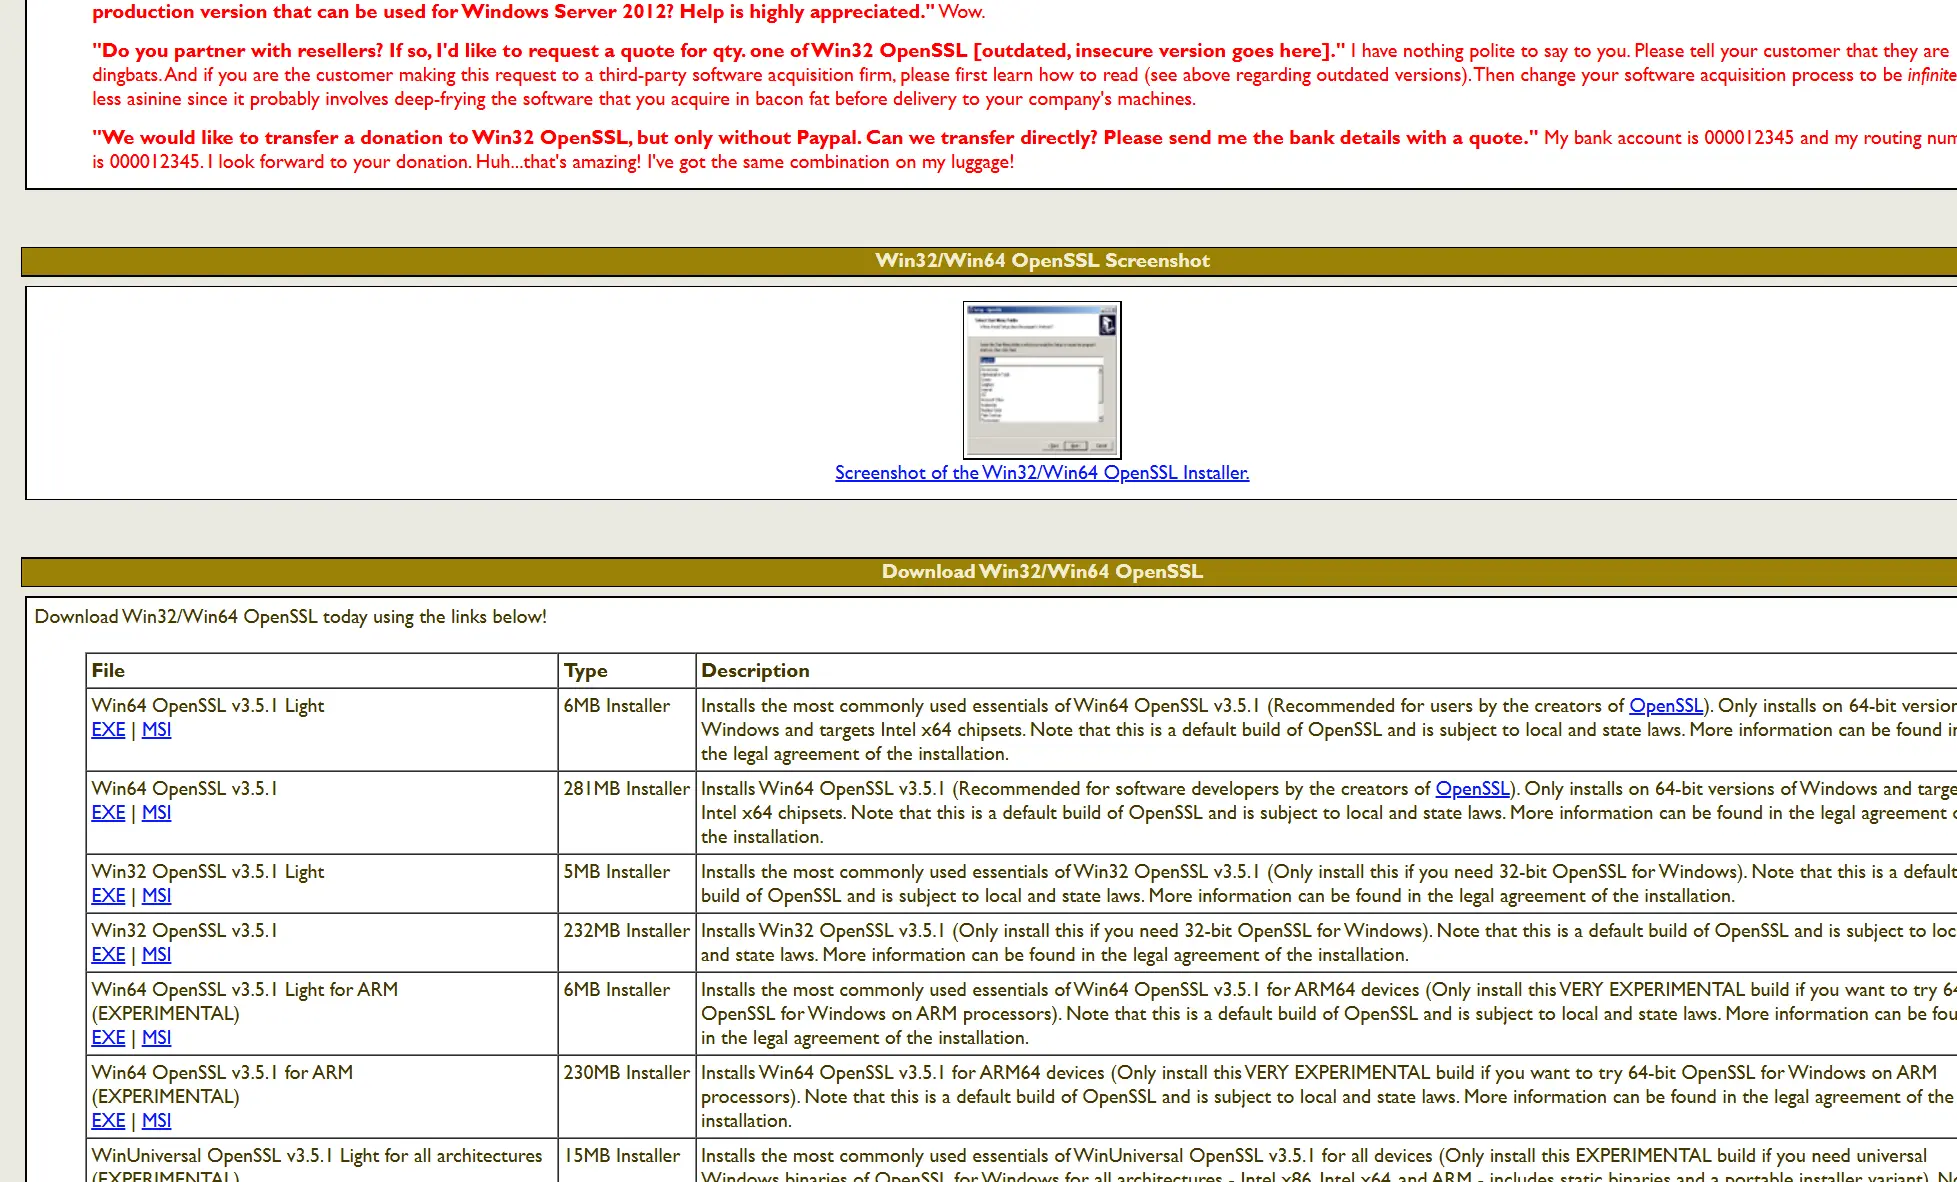 production version that can be used for Windows Server 2012? Help is highly appreciated." Wow.
"Do you partner with resellers? If so, I'd like to request a quote for qty. one of Win32 OpenSSL [outdated, insecure version goes here]." I have nothing polite to say to you. Please tell your customer that they are
dingbats. And if you are the customer making this request to a third-party software acquisition firm, please first learn how to read (see above regarding outdated versions). Then change your software acquisition process to be infinite
less asinine since it probably involves deep-frying the software that you acquire in bacon fat before delivery to your company's machines.
"We would like to transfer a donation to Win32 OpenSSL, but only without Paypal. Can we transfer directly? Please send me the bank details with a quote." My bank account is 000012345 and my routing num
is 000012345. I look forward to your donation. Huh...that's amazing! I've got the same combination on my luggage!
Win32/Win64 OpenSSL Screenshot
Screenshot of the Win32/Win64 OpenSSL Installer.
Download Win32/Win64 OpenSSL
Download Win32/Win64 OpenSSL today using the links below!
File Type Description
Win64 OpenSSL v3.5.1 Light
EXE | MSI
6MB Installer
Installs the most commonly used essentials of Win64 OpenSSL v3.5.1 (Recommended for users by the creators of OpenSSL). Only installs on 64-bit version
Windows and targets Intel x64 chipsets. Note that this is a default build of OpenSSL and is subject to local and state laws. More information can be found in
the legal agreement of the installation.
Win64 OpenSSL v3.5.1
EXE | MSI
281MB Installer
Installs Win64 OpenSSL v3.5.1 (Recommended for software developers by the creators of OpenSSL). Only installs on 64-bit versions of Windows and targe
Intel x64 chipsets. Note that this is a default build of OpenSSL and is subject to local and state laws. More information can be found in the legal agreement o
the installation.
Win32 OpenSSL v3.5.1 Light
EXE | MSI
5MB Installer
Installs the most commonly used essentials of Win32 OpenSSL v3.5.1 (Only install this if you need 32-bit OpenSSL for Windows). Note that this is a default
build of OpenSSL and is subject to local and state laws. More information can be found in the legal agreement of the installation.
Win32 OpenSSL v3.5.1
EXE | MSI
232MB Installer
Installs Win32 OpenSSL v3.5.1 (Only install this if you need 32-bit OpenSSL for Windows). Note that this is a default build of OpenSSL and is subject to loc
and state laws. More information can be found in the legal agreement of the installation.
Win64 OpenSSL v3.5.1 Light for ARM
(EXPERIMENTAL)
EXE | MSI
6MB Installer
Installs the most commonly used essentials of Win64 OpenSSL v3.5.1 for ARM64 devices (Only install this VERY EXPERIMENTAL build if you want to try 64
OpenSSL for Windows on ARM processors). Note that this is a default build of OpenSSL and is subject to local and state laws. More information can be fou
in the legal agreement of the installation.
Win64 OpenSSL v3.5.1 for ARM
(EXPERIMENTAL)
EXE | MSI
230MB Installer
Installs Win64 OpenSSL v3.5.1 for ARM64 devices (Only install this VERY EXPERIMENTAL build if you want to try 64-bit OpenSSL for Windows on ARM
processors). Note that this is a default build of OpenSSL and is subject to local and state laws. More information can be found in the legal agreement of the
installation.
WinUniversal OpenSSL v3.5.1 Light for all architectures
(EXPERIMENTAL)
15MB Installer
Installs the most commonly used essentials of WinUniversal OpenSSL v3.5.1 for all devices (Only install this EXPERIMENTAL build if you need universal
Windows binaries of OpenSSL for Windows for all architectures - Intel x86, Intel x64 and ARM - includes static binaries and a portable installer variant). No